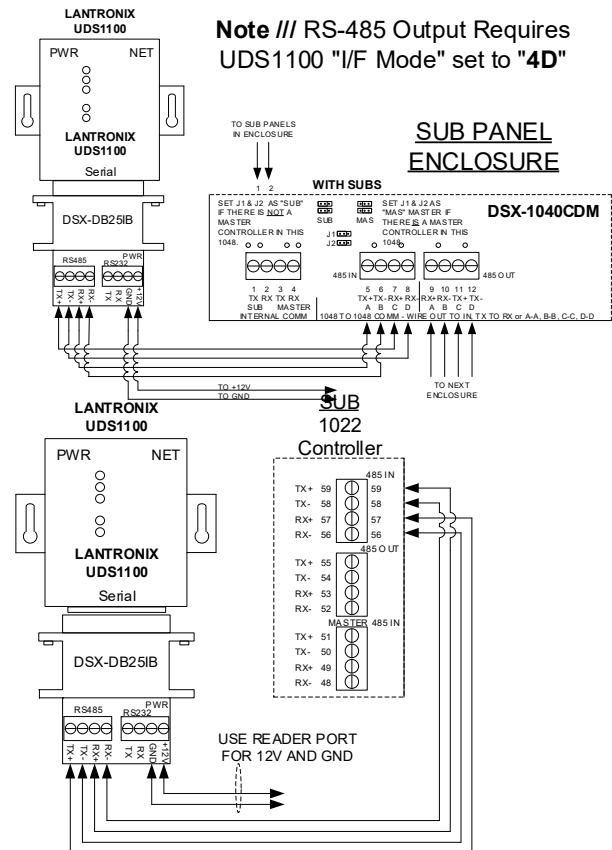 LANTRONIX
UDS1100
Note /// RS-485 Output Requires
UDS1100 "I/F Mode" set to "4D"
PWR NET
LANTRONIX
UDS1100
Serial
DSX-DB25IB
PWR
RS485 RS232
TX+ TX- RX+ RX- TX RX GND +12V
TO SUB PANELS
IN ENCLOSURE
1 2
SUB PANEL
ENCLOSURE
WITH SUBS
SET J1 & J2 AS "SUB"
IF THERE IS NOT A
MASTER
CONTROLLER IN THIS
1048.
SUB MAS
J1
J2
SET J1 & J2 AS
"MAS" MASTER IF
THERE IS A MASTER
CONTROLLER IN THIS
1048.
DSX-1040CDM
485 IN 485 OUT
1 2 3 4 5 6 7 8 9 10 11 12
TX RX TX RX TX+ TX- RX+ RX- RX+ RX- TX+ TX-
SUB MASTER A B C D A B C D
INTERNAL COMM 1048 TO 1048 COMM - WIRE OUT TO IN, TX TO RX or A-A, B-B, C-C, D-D
TO NEXT
ENCLOSURE
TO +12V
TO GND
LANTRONIX
UDS1100
PWR NET
LANTRONIX
UDS1100
Serial
DSX-DB25IB
PWR
RS485 RS232
TX+ TX- RX+ RX- TX RX GND +12V
SUB
1022
Controller
485 IN
TX+ 59 59
TX- 58 58
RX+ 57 57
RX- 56 56
485 OUT
TX+ 55
TX- 54
RX+ 53
RX- 52
MASTER 485 IN
TX+ 51
TX- 50
RX+ 49
RX- 48
USE READER PORT
FOR 12V AND GND